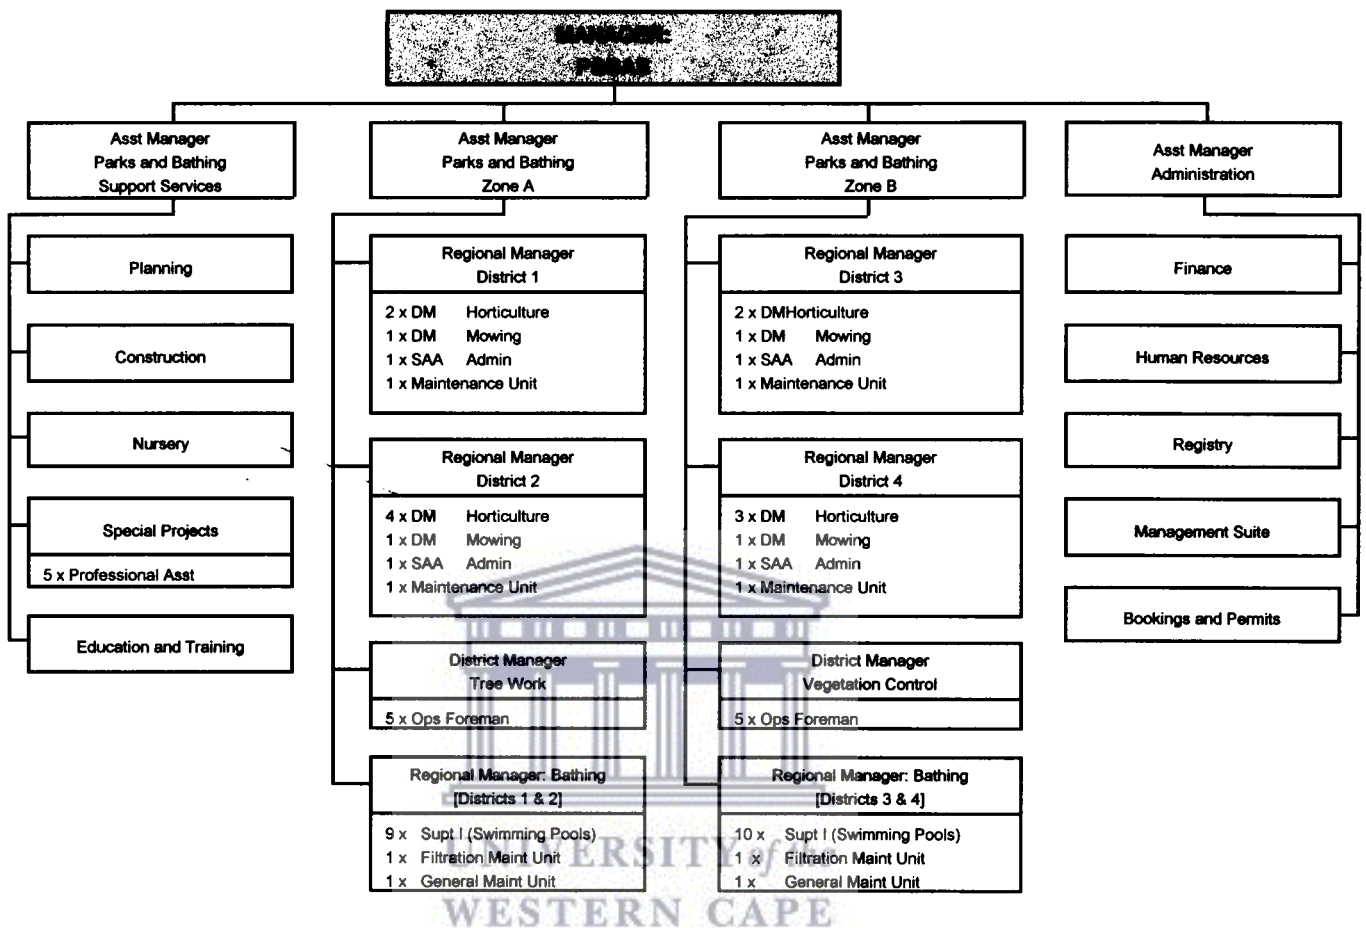 MANAGER:
Asst Manager
Parks and Bathing
Support Services
Planning
Construction
Nursery
Special Projects
5 x Professional Asst
Education and Training
Asst Manager
Parks and Bathing
Zone A
Regional Manager
District 1
2 x DM Horticulture
1 x DM Mowing
1 x SAA Admin
1 x Maintenance Unit
Regional Manager
District 2
4 x DM Horticulture
1 x DM Mowing
1 x SAA Admin
1 x Maintenance Unit
District Manager
Tree Work
5 x Ops Foreman
Regional Manager: Bathing
[Districts 1 & 2]
9 x Supt I (Swimming Pools)
1 x Filtration Maint Unit
1 x General Maint Unit
Asst Manager
Parks and Bathing
Zone B
Regional Manager
District 3
2 x DMHorticulture
1 x DM Mowing
1 x SAA Admin
1 x Maintenance Unit
Regional Manager
District 4
3 x DM Horticulture
1 x DM Mowing
1 x SAA Admin
1 x Maintenance Unit
District Manager
Vegetation Control
5 x Ops Foreman
Regional Manager: Bathing
[Districts 3 & 4]
10 x Supt I (Swimming Pools)
1 x Filtration Maint Unit
1 x General Maint Unit
Asst Manager
Administration
Finance
Human Resources
Registry
Management Suite
Bookings and Permits
UNIVERSITY of the
WESTERN CAPE